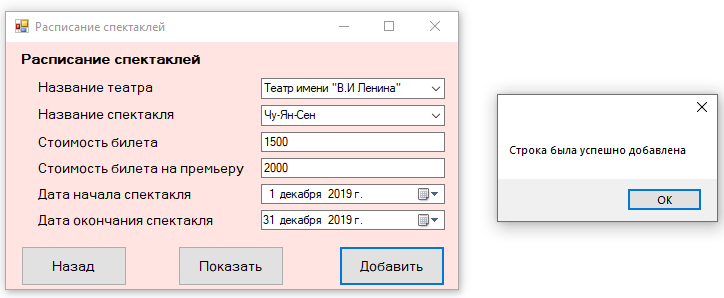 Расписание спектаклей
Расписание спектаклей
Название театра Театр имени "В.И Ленина"
Название спектакля Чу-Ян-Сен
Стоимость билета 1500
Стоимость билета на премьеру 2000
Дата начала спектакля 1 декабря 2019 г.
Дата окончания спектакля 31 декабря 2019 г.
Назад Показать Добавить
Строка была успешно добавлена
OK